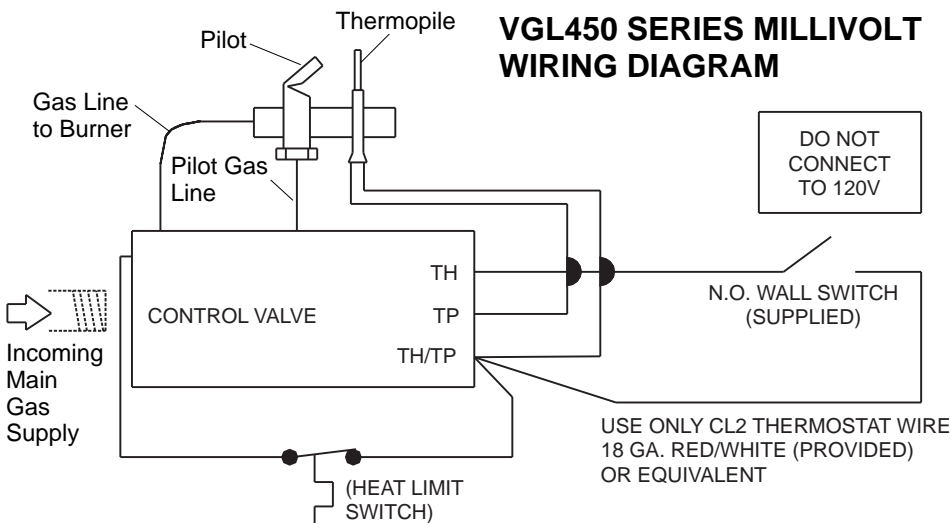 VGL450 SERIES MILLIVOLT
WIRING DIAGRAM
Thermopile
Pilot
Gas Line
to Burner
Pilot Gas
Line
DO NOT
CONNECT
TO 120V
TH
TP
TH/TP
CONTROL VALVE
N.O. WALL SWITCH
(SUPPLIED)
Incoming
Main
Gas
Supply
USE ONLY CL2 THERMOSTAT WIRE
18 GA. RED/WHITE (PROVIDED)
OR EQUIVALENT
(HEAT LIMIT
SWITCH)